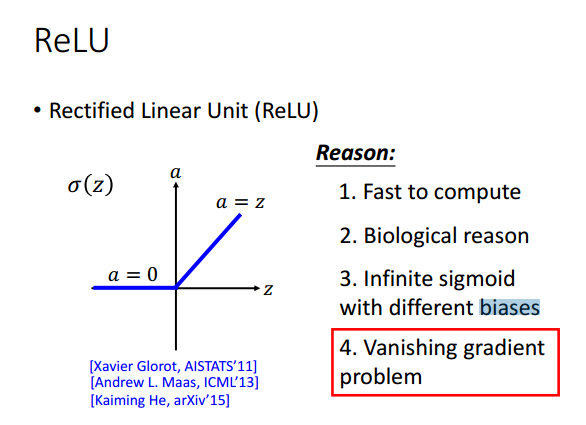 ReLU
• Rectified Linear Unit (ReLU)
Reason:
𝜎(𝑧)
𝑎
𝑎 = 𝑧
𝑎 = 0
𝑧
1. Fast to compute
2. Biological reason
3. Infinite sigmoid
with different biases
4. Vanishing gradient
problem
[Xavier Glorot, AISTATS'11]
[Andrew L. Maas, ICML'13]
[Kaiming He, arXiv'15]